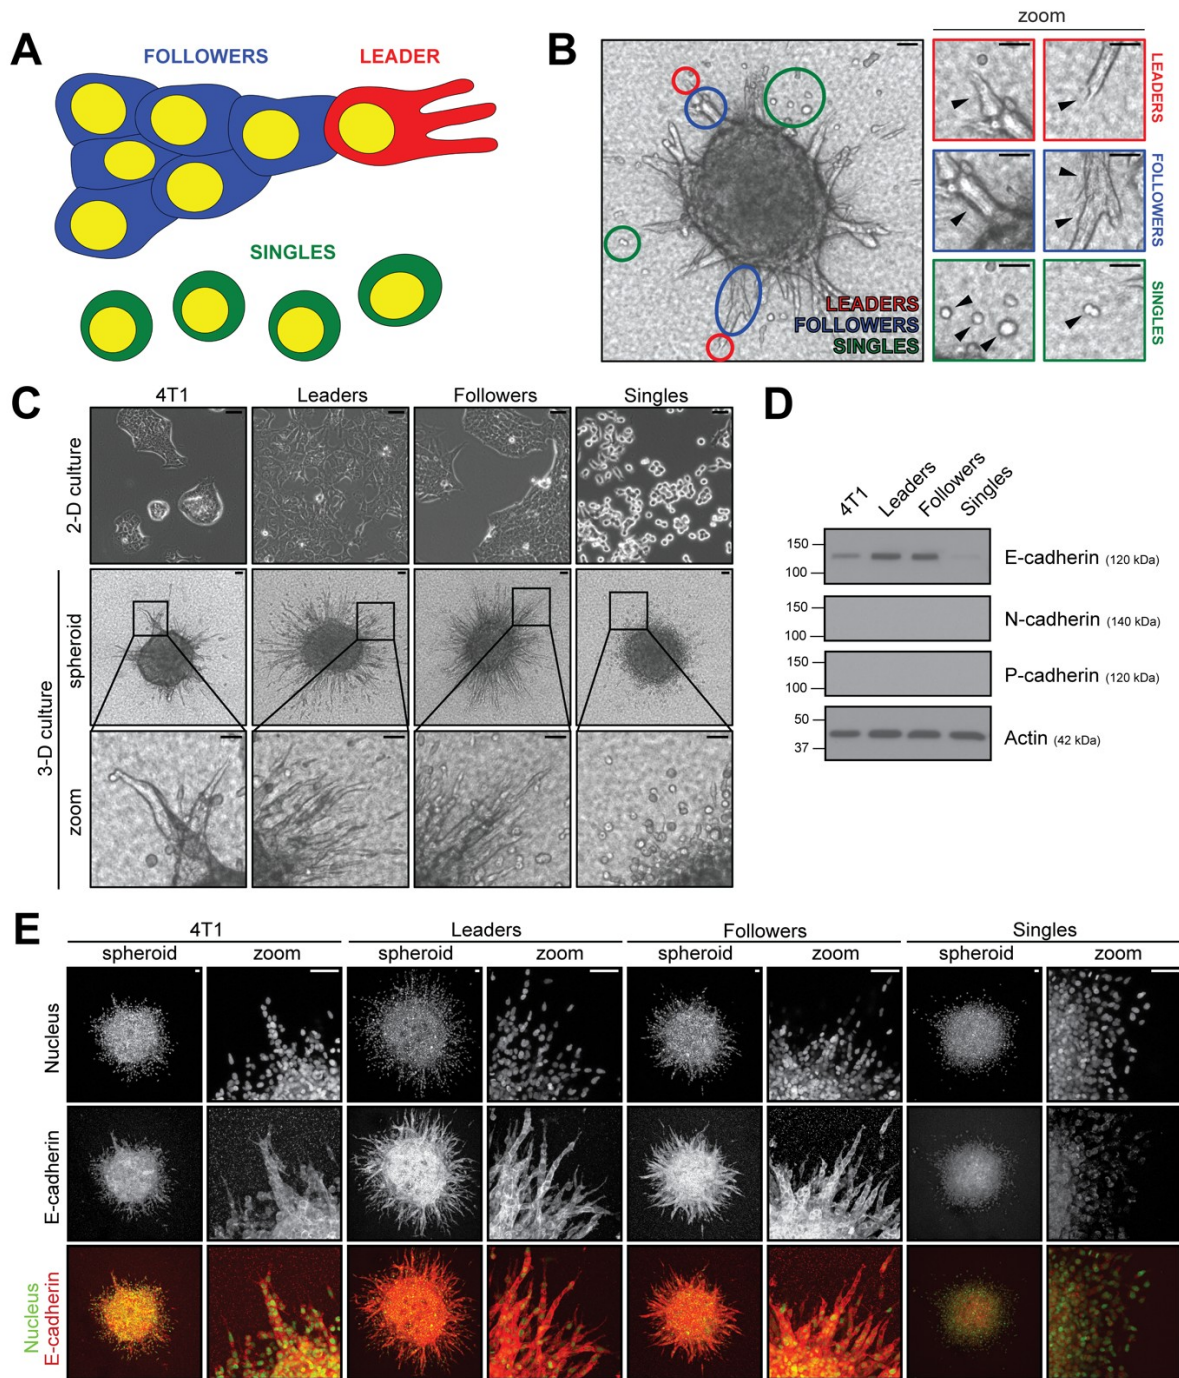 A
FOLLOWERS
LEADER
SINGLES
B
zoom
LEADERS
FOLLOWERS
SINGLES
LEADERS
FOLLOWERS
SINGLES
C
4T1
Leaders
Followers
Singles
2-D culture
3-D culture
spheroid
zoom
D
4T1
Leaders
Followers
Singles
150
100
E-cadherin (120 kDa)
150
100
N-cadherin (140 kDa)
150
100
P-cadherin (120 kDa)
50
37
Actin (42 kDa)
E
4T1
Leaders
Followers
Singles
spheroid
zoom
spheroid
zoom
spheroid
zoom
spheroid
zoom
Nucleus
E-cadherin
Nucleus
E-cadherin